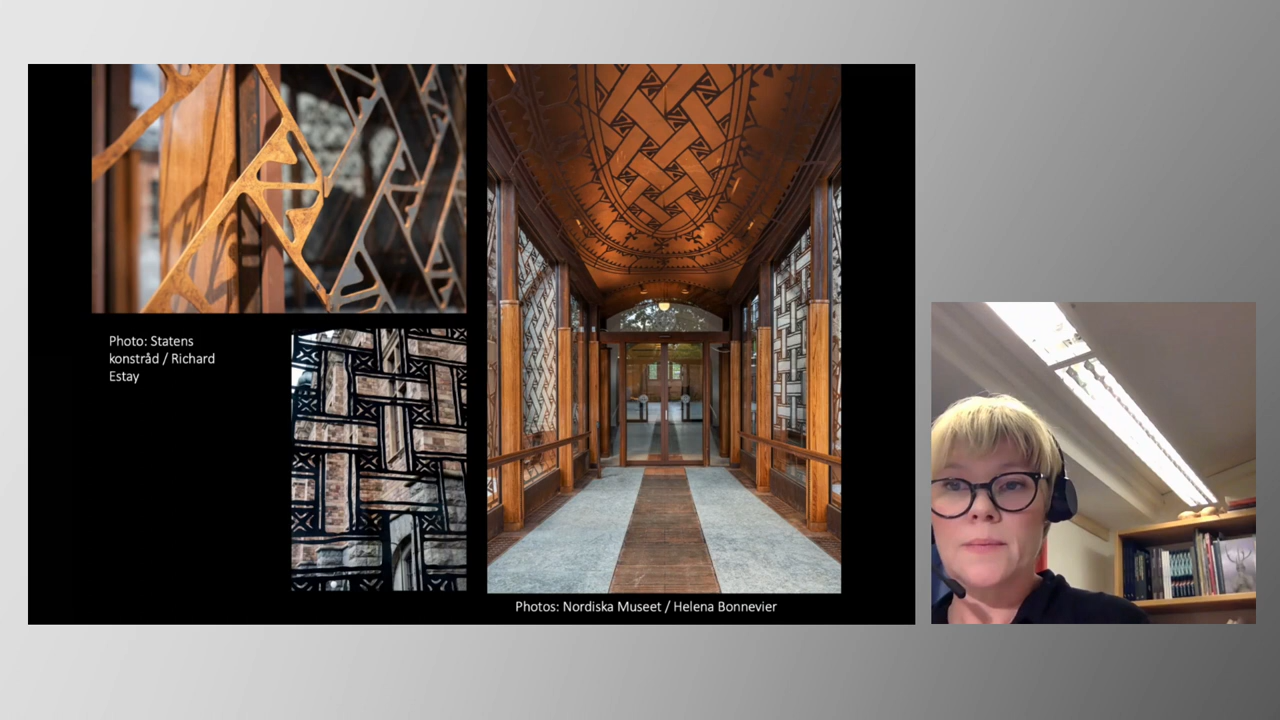 Photo: Statens
konstråd / Richard
Estay
Photos: Nordiska Museet / Helena Bonnevier